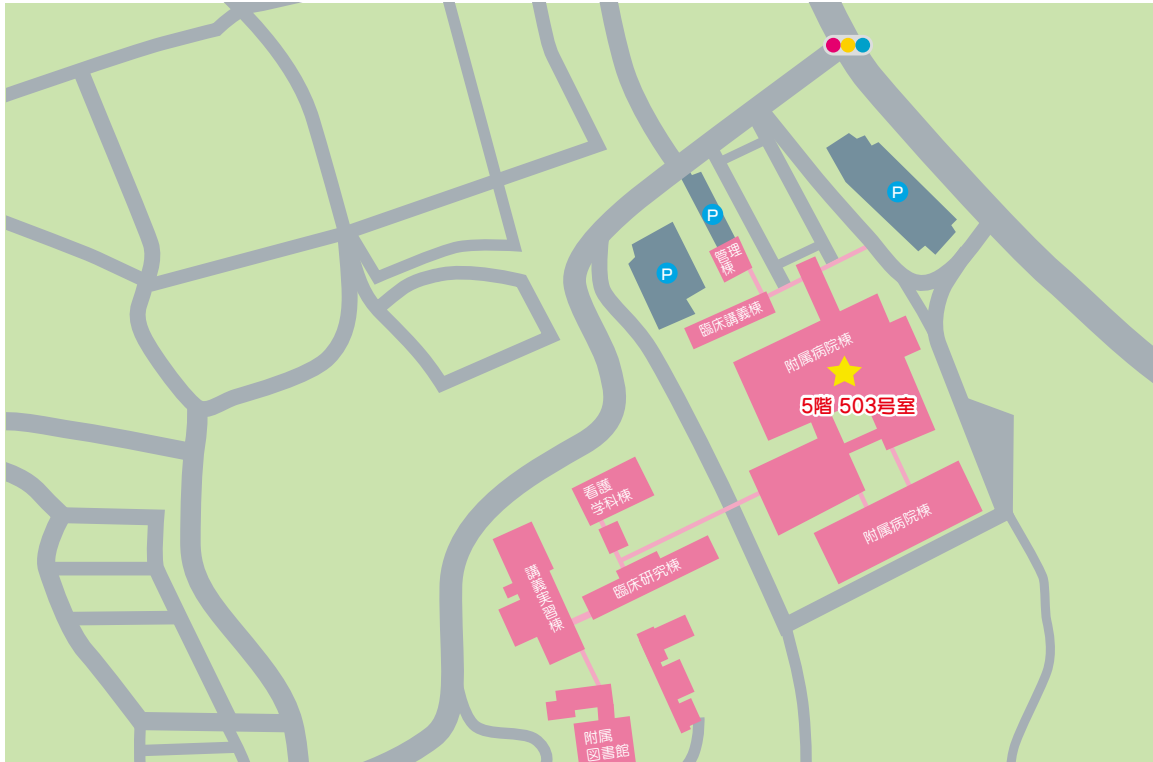 P
P
P
管理
棟
臨床講義棟
附属病院棟
5階 503号室
看護
学科棟
附属病院棟
臨床研究棟
講義実習棟
附属
図書館